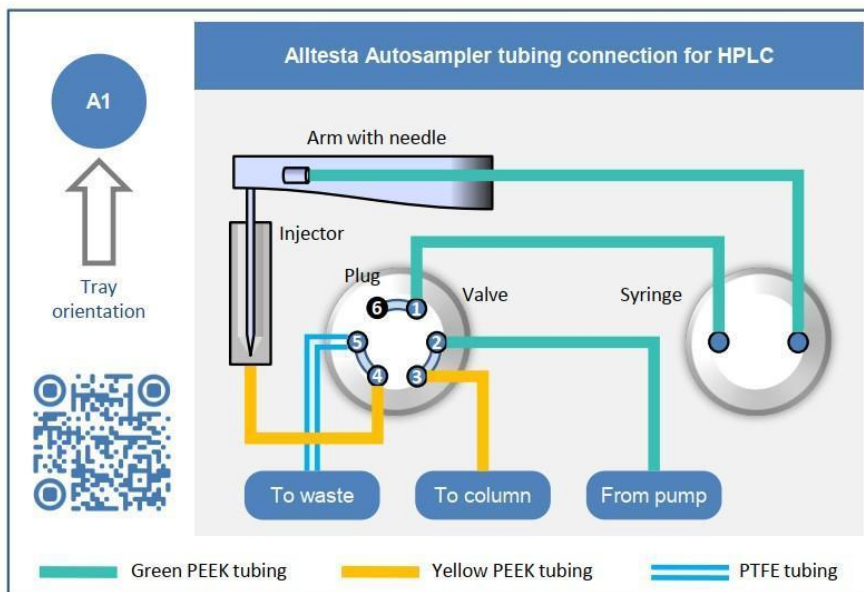 Alltesta Autosampler tubing connection for HPLC
A1
Tray
orientation
Arm with needle
Injector
Plug
Valve
Syringe
6
1
5
2
4
3
To waste
To column
From pump
Green PEEK tubing
Yellow PEEK tubing
PTFE tubing